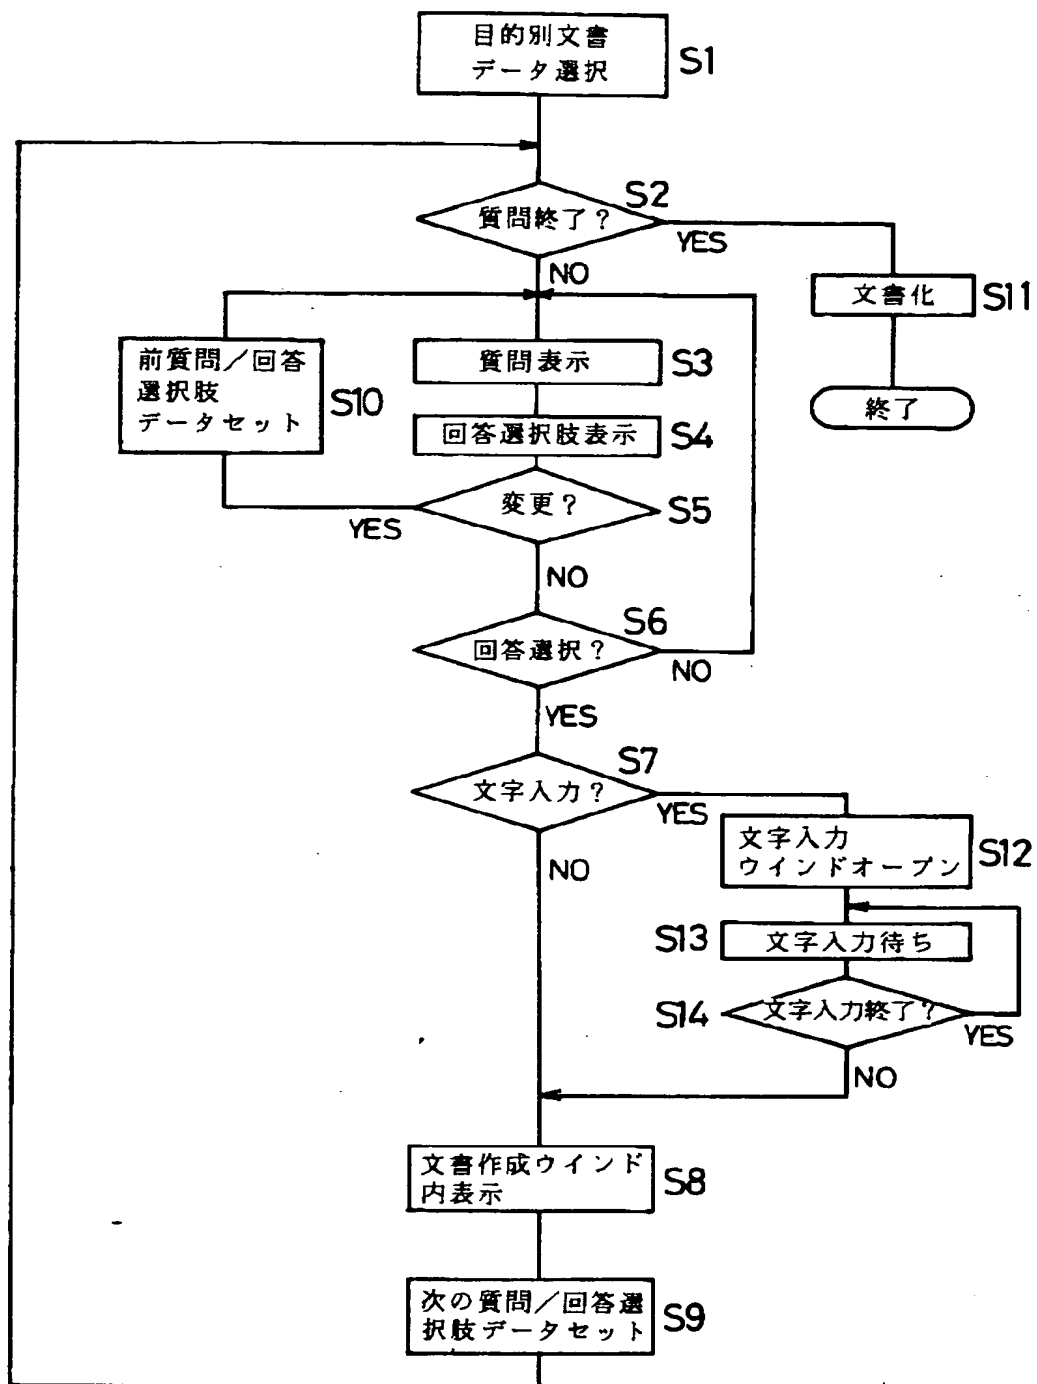 目的別文書
データ選択
S1
質問終了?
S2
YES
NO
文書化
S11
終了
前質問/回答
選択肢
データセット
S10
質問表示
S3
回答選択肢表示
S4
変更?
S5
YES
NO
回答選択?
S6
NO
YES
文字入力?
S7
YES
NO
文字入力
ウインドオープン
S12
S13
文字入力待ち
S14
文字入力終了?
YES
NO
文書作成ウインド
内表示
S8
次の質問/回答選
択肢データセット
S9